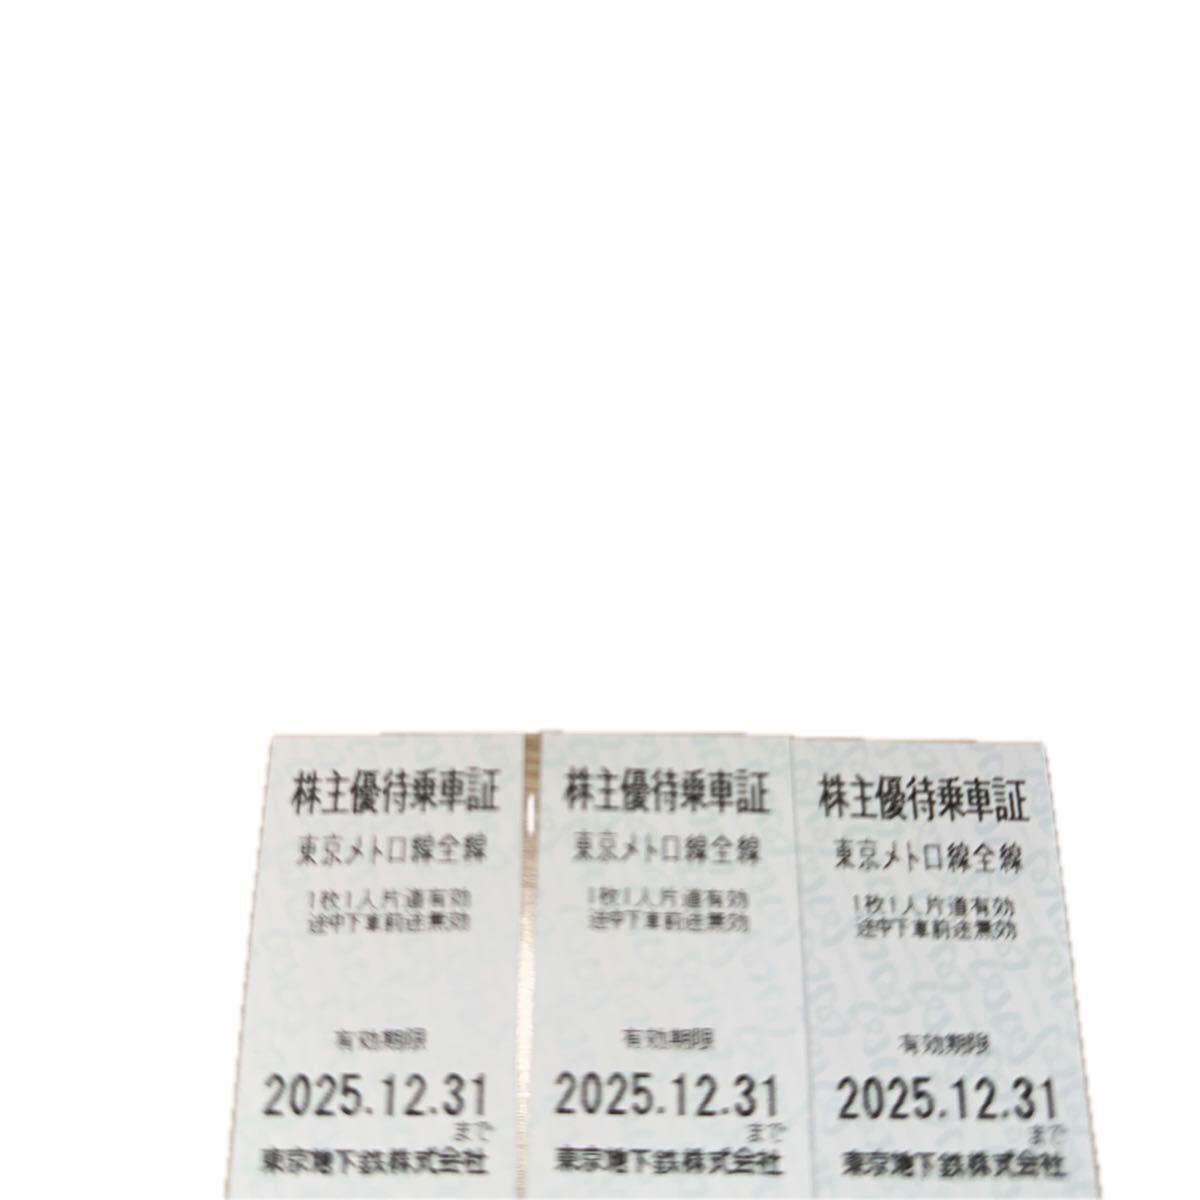 株主優待乗車証
東京メトロ線全線
1枚1人片道有効
途中下車前途無効
有効期限
2025.12.31
まで
東京地下鉄株式会社
株主優待乗車証
東京メトロ線全線
1枚1人片道有効
途中下車前途無効
有効期限
2025.12.31
まで
東京地下鉄株式会社
株主優待乗車証
東京メトロ線全線
1枚1人片道有効
途中下車前途無効
有効期限
2025.12.31
まで
東京地下鉄株式会社